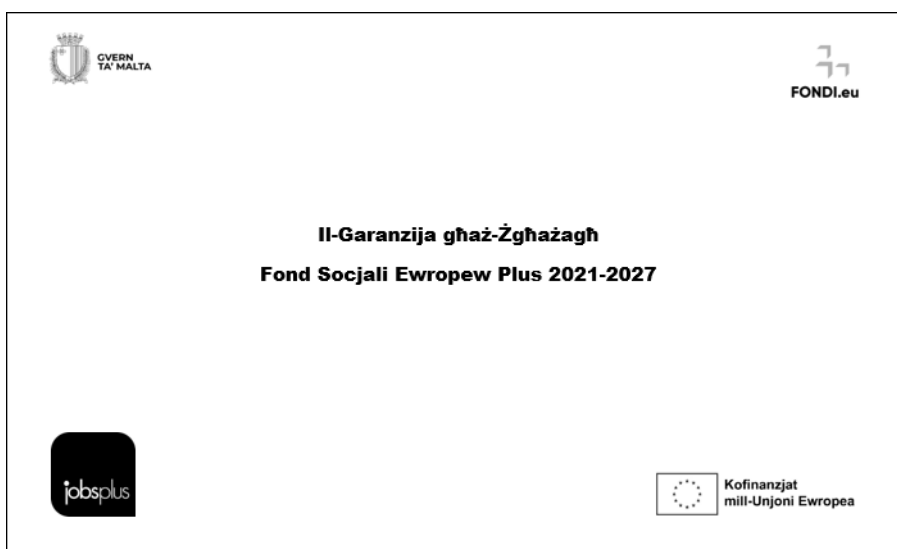 GVERN
TA' MALTA
FONDI.eu
Il-Garanzija għaż-Żgħażagħ
Fond Socjali Ewropew Plus 2021-2027
jobsplus
Kofinanzjat
mill-Unjoni Ewropea